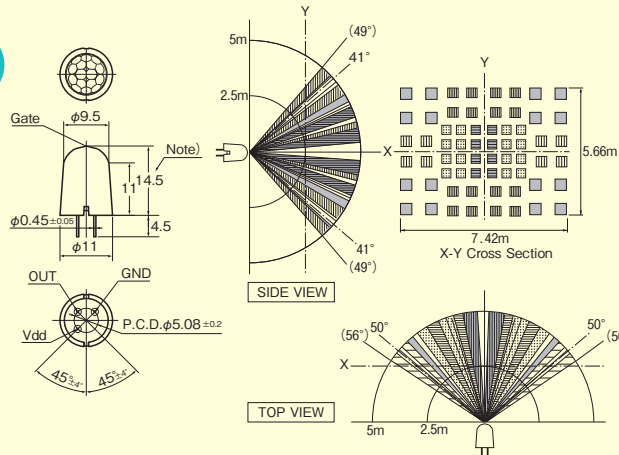 Gate
φ9.5
Note)
11
14.5
φ0.45±0.05
4.5
φ11
OUT
GND
P.C.D.φ5.08±0.2
Vdd
45°±4°
45°±4°
Y
5m
2.5m
(49°)
41°
41°
(49°)
SIDE VIEW
Y
X
5.66m
7.42m
X-Y Cross Section
50°
(56°)
50°
X
2.5m
5m
TOP VIEW